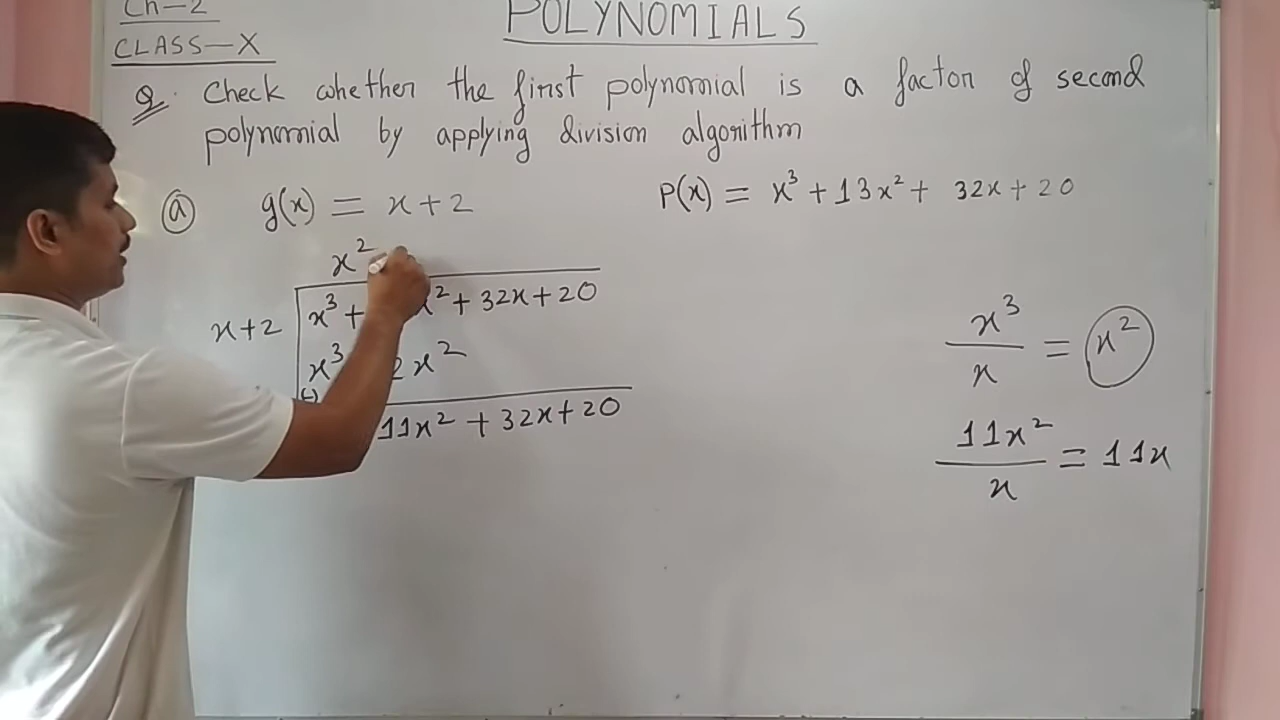 Ch-2
POLYNOMIALS
CLASS-X
Q. Check whether the first polynomial is a factor of second
polynomial by applying division algorithm
(a) g(x) = x+2
P(x) = x³ + 13x² + 32x + 20
x²
x+2
x³ + x² + 32x + 20
x³ 2x²
(-)
11x² + 32x + 20
x³/x = x²
11x²/x = 11x